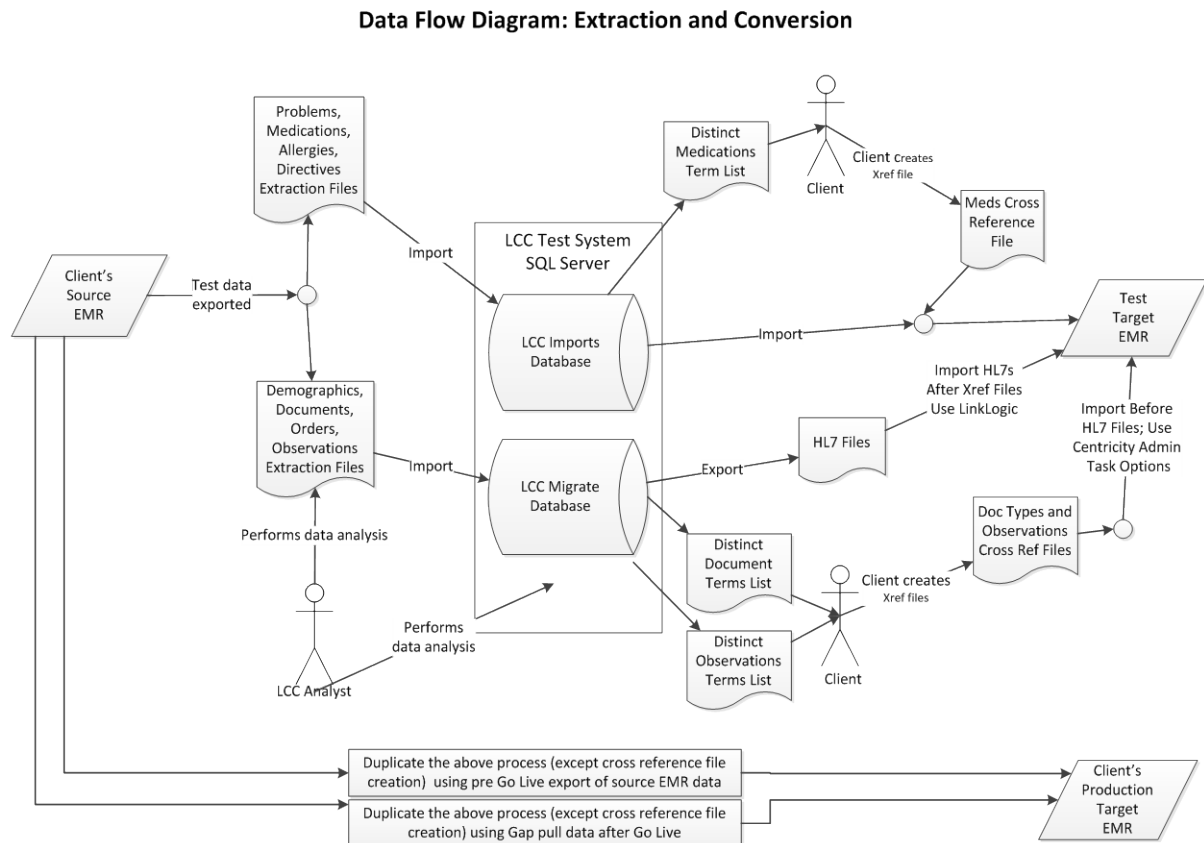 Data Flow Diagram: Extraction and Conversion
Problems,
Medications,
Allergies,
Directives
Extraction Files
Distinct
Medications
Term List
Client
Client creates
Xref file
Meds Cross
Reference
File
Client's
Source
EMR
Test data
exported
Import
LCC Test System
SQL Server
LCC Imports
Database
Import
Test
Target
EMR
Demographics,
Documents,
Orders,
Observations
Extraction Files
Import
LCC Migrate
Database
Export
HL7 Files
Import HL7s
After Xref Files
Use LinkLogic
Import Before
HL7 Files; Use
Centricity Admin
Task Options
Performs data analysis
LCC Analyst
Performs
data analysis
Distinct
Document
Terms List
Distinct
Observations
Terms List
Client
Client creates
Xref files
Doc Types and
Observations
Cross Ref Files
Duplicate the above process (except cross reference file
creation) using pre Go Live export of source EMR data
Duplicate the above process (except cross reference file
creation) using Gap pull data after Go Live
Client's
Production
Target
EMR